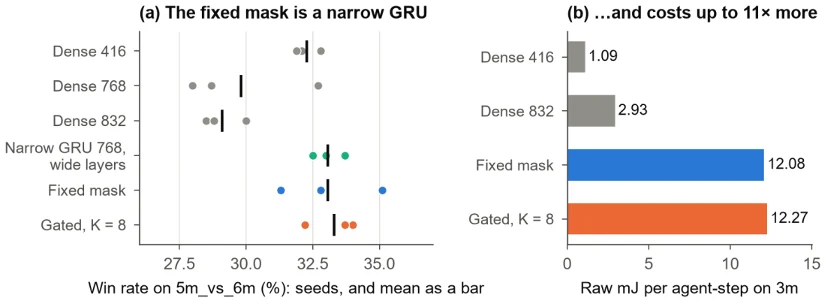 (a) The fixed mask is a narrow GRU
Dense 416
Dense 768
Dense 832
Narrow GRU 768,
wide layers
Fixed mask
Gated, K = 8
27.5 30.0 32.5 35.0
Win rate on 5m_vs_6m (%): seeds, and mean as a bar
(b) …and costs up to 11× more
Dense 416 1.09
Dense 832 2.93
Fixed mask 12.08
Gated, K = 8 12.27
0 5 10 15
Raw mJ per agent-step on 3m